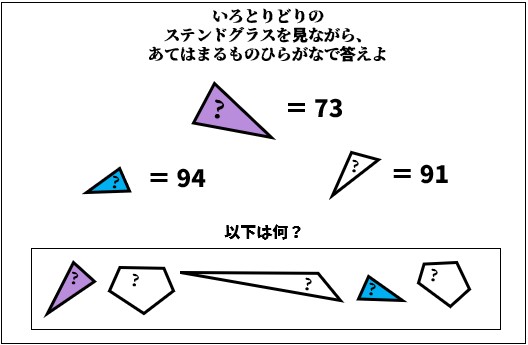 いろとりどりの
ステンドグラスを見ながら、
あてはまるものひらがなで答えよ
? = 73
? = 94
? = 91
以下は何？
? ? ? ? ?